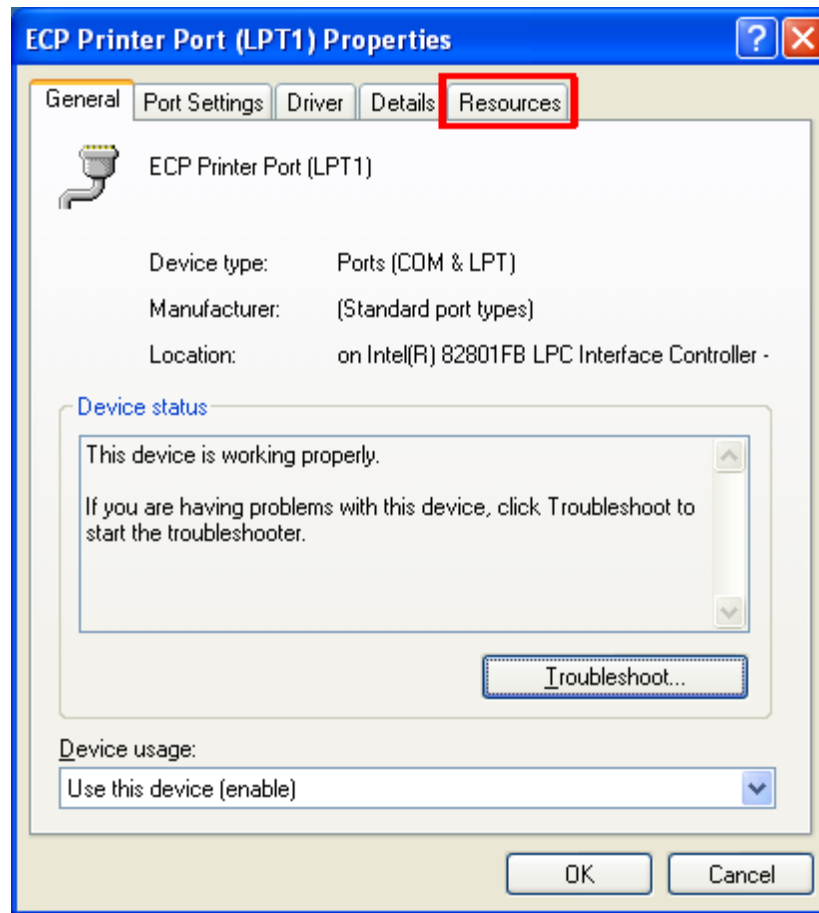 ECP Printer Port (LPT1) Properties
General Port Settings Driver Details Resources
ECP Printer Port (LPT1)
Device type: Ports (COM & LPT)
Manufacturer: (Standard port types)
Location: on Intel(R) 82801FB LPC Interface Controller -
Device status
This device is working properly.
If you are having problems with this device, click Troubleshoot to
start the troubleshooter.
Troubleshoot...
Device usage:
Use this device (enable)
OK Cancel